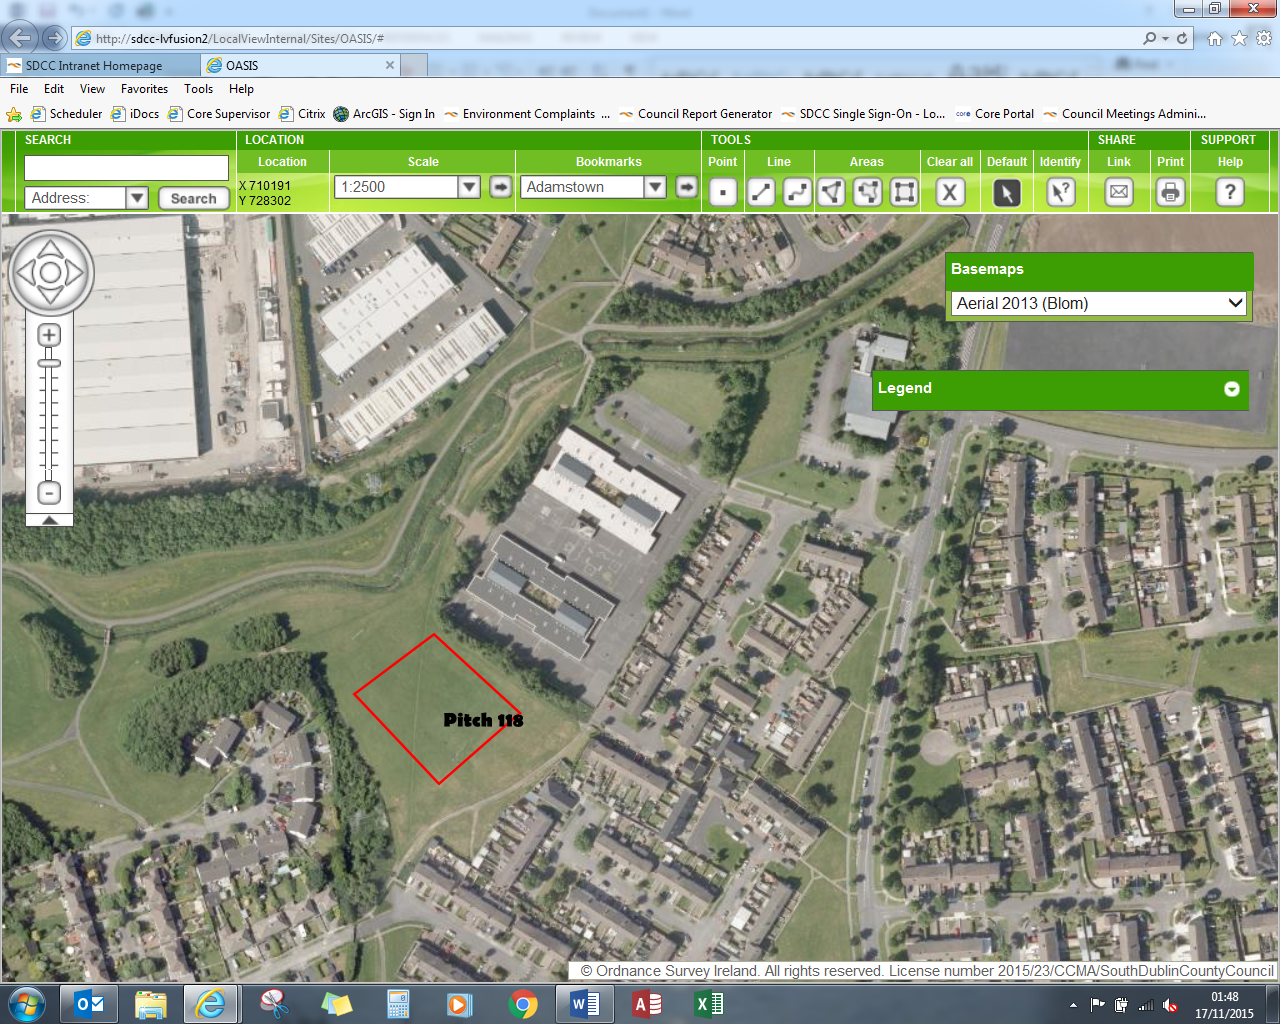 http://sdcc-lvfusion2/LocalViewInternal/Sites/OASIS/#
SDCC Intranet Homepage
OASIS
File Edit View Favorites Tools Help
Scheduler iDocs Core Supervisor Citrix ArcGIS - Sign In Environment Complaints ... Council Report Generator SDCC Single Sign-On - Lo... Core Portal Council Meetings Admini...
SEARCH LOCATION TOOLS SHARE SUPPORT
Location Scale Bookmarks Point Line Areas Clear all Default Identify Link Print Help
X 710191
Y 728302
1:2500
Adamstown
Address:
Search
Basemaps
Aerial 2013 (Blom)
Legend
Pitch 118
© Ordnance Survey Ireland. All rights reserved. License number 2015/23/CCMA/SouthDublinCountyCouncil
01:48
17/11/2015